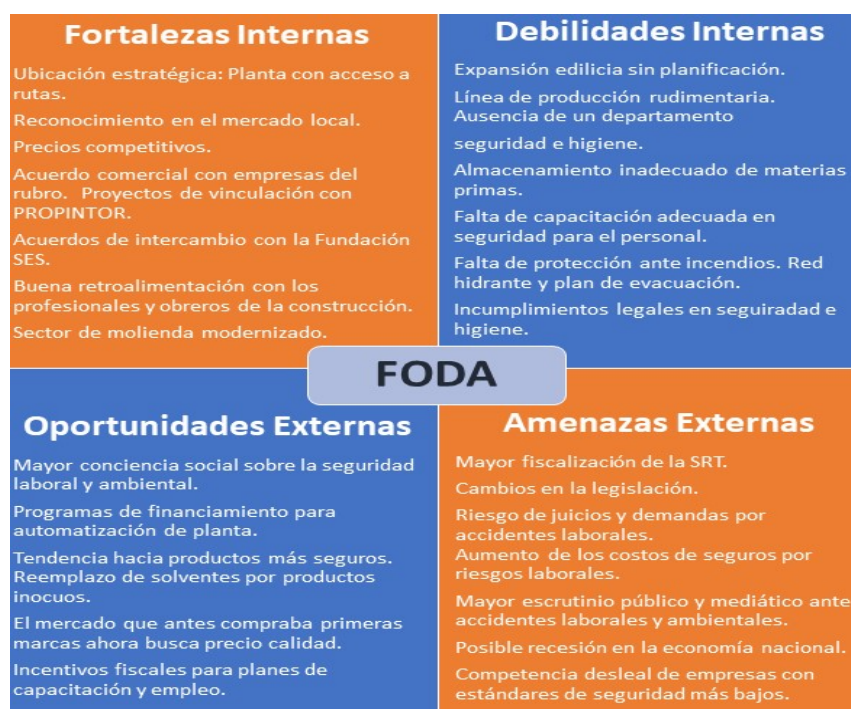 Fortalezas Internas
Ubicación estratégica: Planta con acceso a
rutas.
Reconocimiento en el mercado local.
Precios competitivos.
Acuerdo comercial con empresas del
rubro. Proyectos de vinculación con
PROPINTOR.
Acuerdos de intercambio con la Fundación
SES.
Buena retroalimentación con los
profesionales y obreros de la construcción.
Sector de molienda modernizado.
Debilidades Internas
Expansión edilicia sin planificación.
Línea de producción rudimentaria.
Ausencia de un departamento
seguridad e higiene.
Almacenamiento inadecuado de materias
primas.
Falta de capacitación adecuada en
seguridad para el personal.
Falta de protección ante incendios. Red
hidrante y plan de evacuación.
Incumplimientos legales en seguiradad e
higiene.
FODA
Oportunidades Externas
Mayor conciencia social sobre la seguridad
laboral y ambiental.
Programas de financiamiento para
automatización de planta.
Tendencia hacia productos más seguros.
Reemplazo de solventes por productos
inocuos.
El mercado que antes compraba primeras
marcas ahora busca precio calidad.
Incentivos fiscales para planes de
capacitación y empleo.
Amenazas Externas
Mayor fiscalización de la SRT.
Cambios en la legislación.
Riesgo de juicios y demandas por
accidentes laborales.
Aumento de los costos de seguros por
riesgos laborales.
Mayor escrutinio público y mediático ante
accidentes laborales y ambientales.
Posible recesión en la economía nacional.
Competencia desleal de empresas con
estándares de seguridad más bajos.